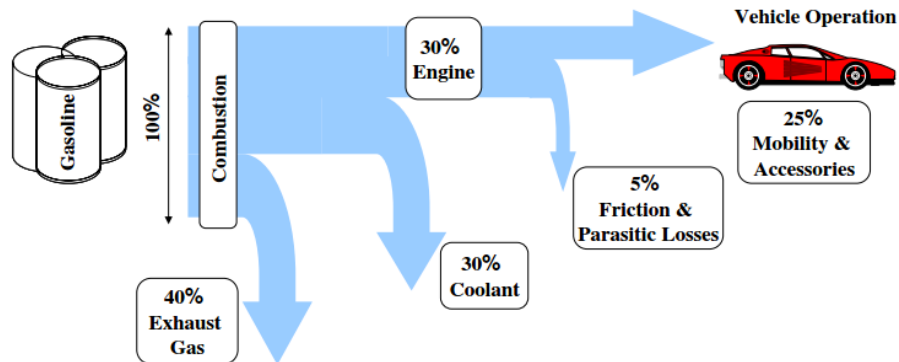 Gasoline
100%
Combustion
30%
Engine
Vehicle Operation
25%
Mobility &
Accessories
5%
Friction &
Parasitic Losses
30%
Coolant
40%
Exhaust
Gas